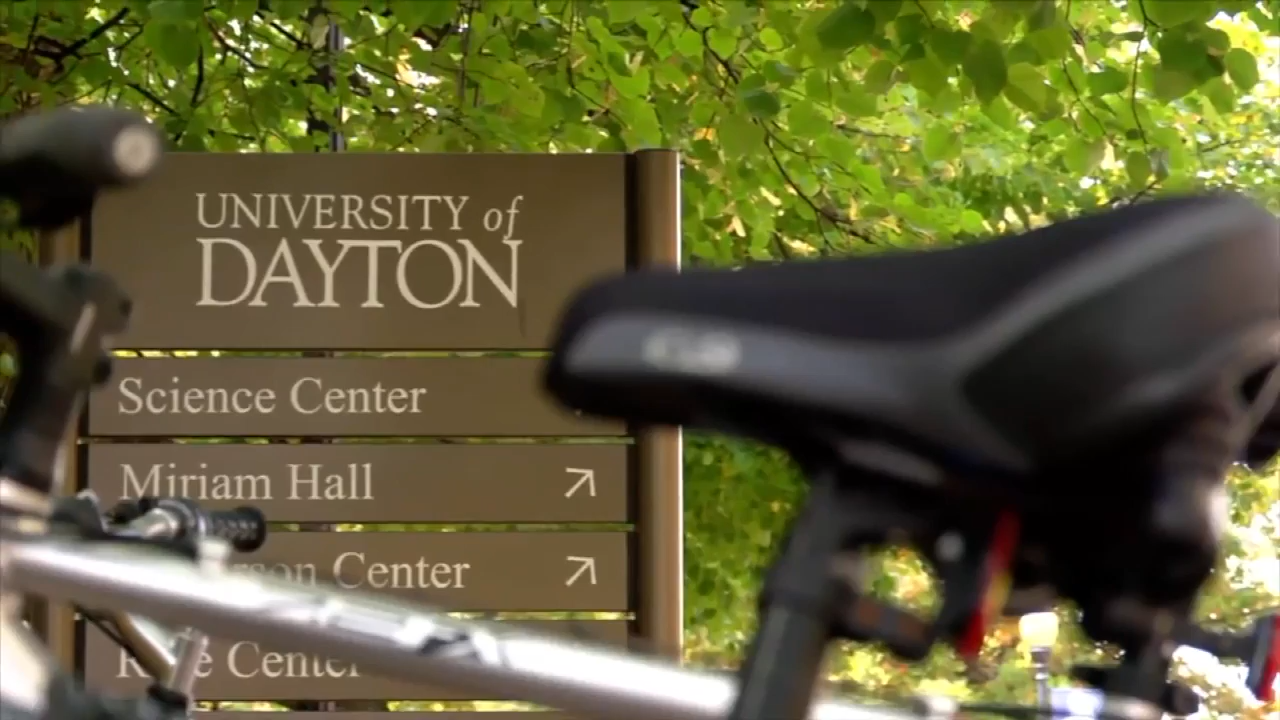 UNIVERSITY of
DAYTON
Science Center
Miriam Hall
Center
Center